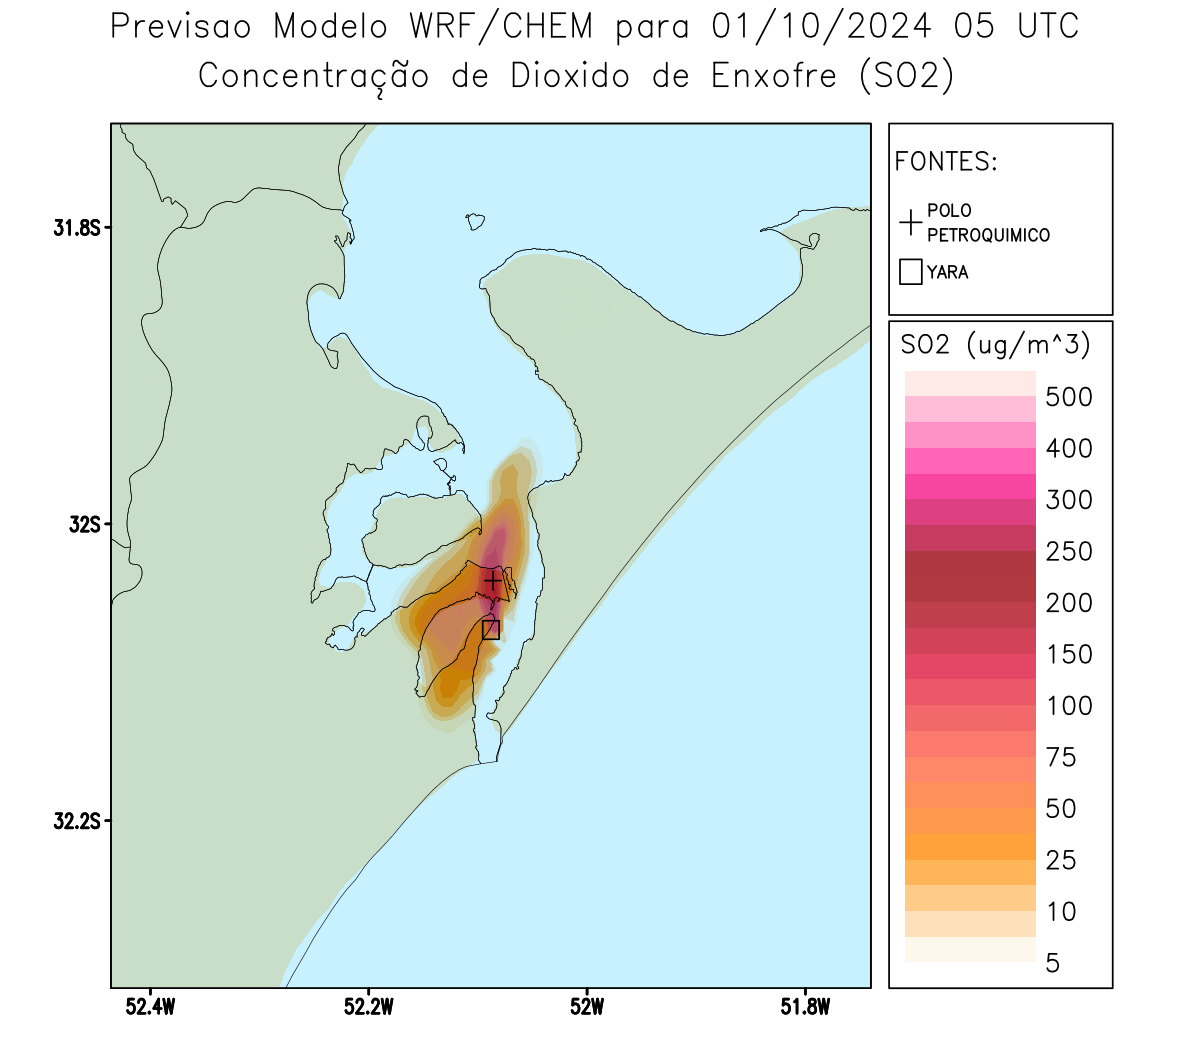 Previsao Modelo WRF/CHEM para 01/10/2024 05 UTC
Concentração de Dioxido de Enxofre (SO2)
FONTES:
POLO
PETROQUIMICO
YARA
SO2 (ug/m^3)
500
400
300
250
200
150
100
75
50
25
10
5
31.8S
32S
32.2S
52.4W
52.2W
52W
51.8W